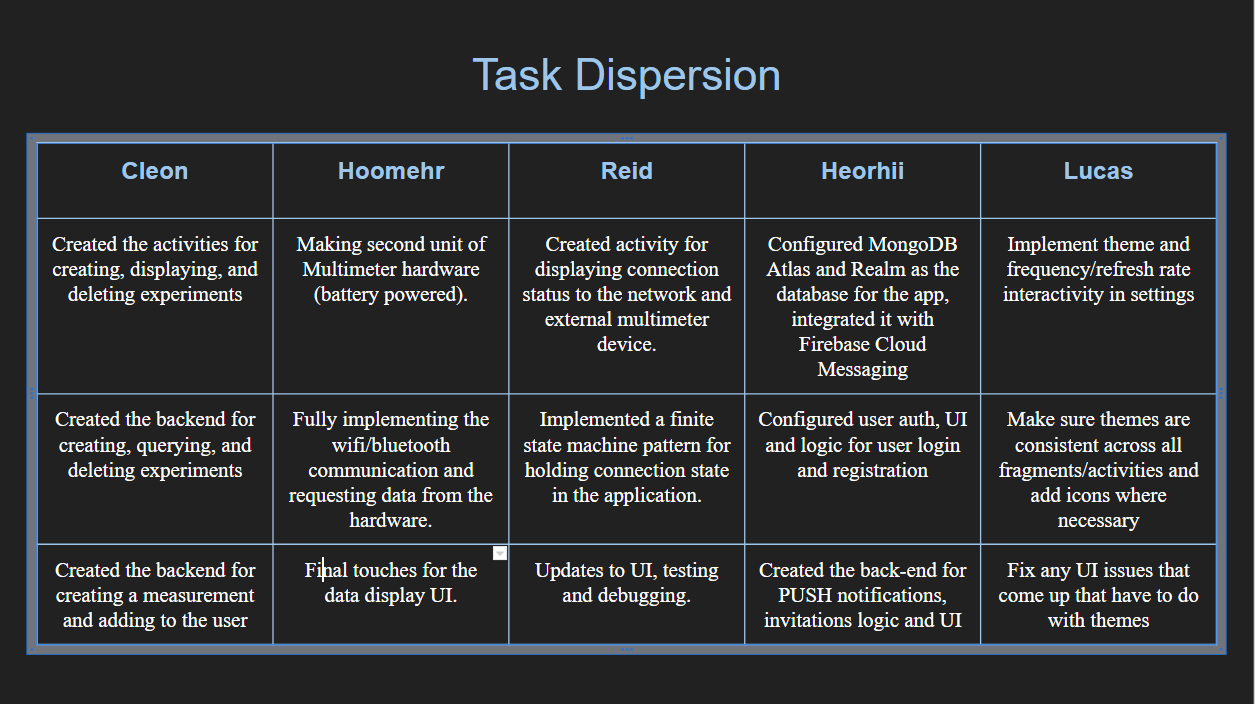 Task Dispersion
Cleon
Hoomehr
Reid
Heorhii
Lucas
Created the activities for
creating, displaying, and
deleting experiments
Making second unit of
Multimeter hardware
(battery powered).
Created activity for
displaying connection
status to the network and
external multimeter
device.
Configured MongoDB
Atlas and Realm as the
database for the app,
integrated it with
Firebase Cloud
Messaging
Implement theme and
frequency/refresh rate
interactivity in settings
Created the backend for
creating, querying, and
deleting experiments
Fully implementing the
wifi/bluetooth
communication and
requesting data from the
hardware.
Implemented a finite
state machine pattern for
holding connection state
in the application.
Configured user auth, UI
and logic for user login
and registration
Make sure themes are
consistent across all
fragments/activities and
add icons where
necessary
Created the backend for
creating a measurement
and adding to the user
Final touches for the
data display UI.
Updates to UI, testing
and debugging.
Created the back-end for
PUSH notifications,
invitations logic and UI
Fix any UI issues that
come up that have to do
with themes